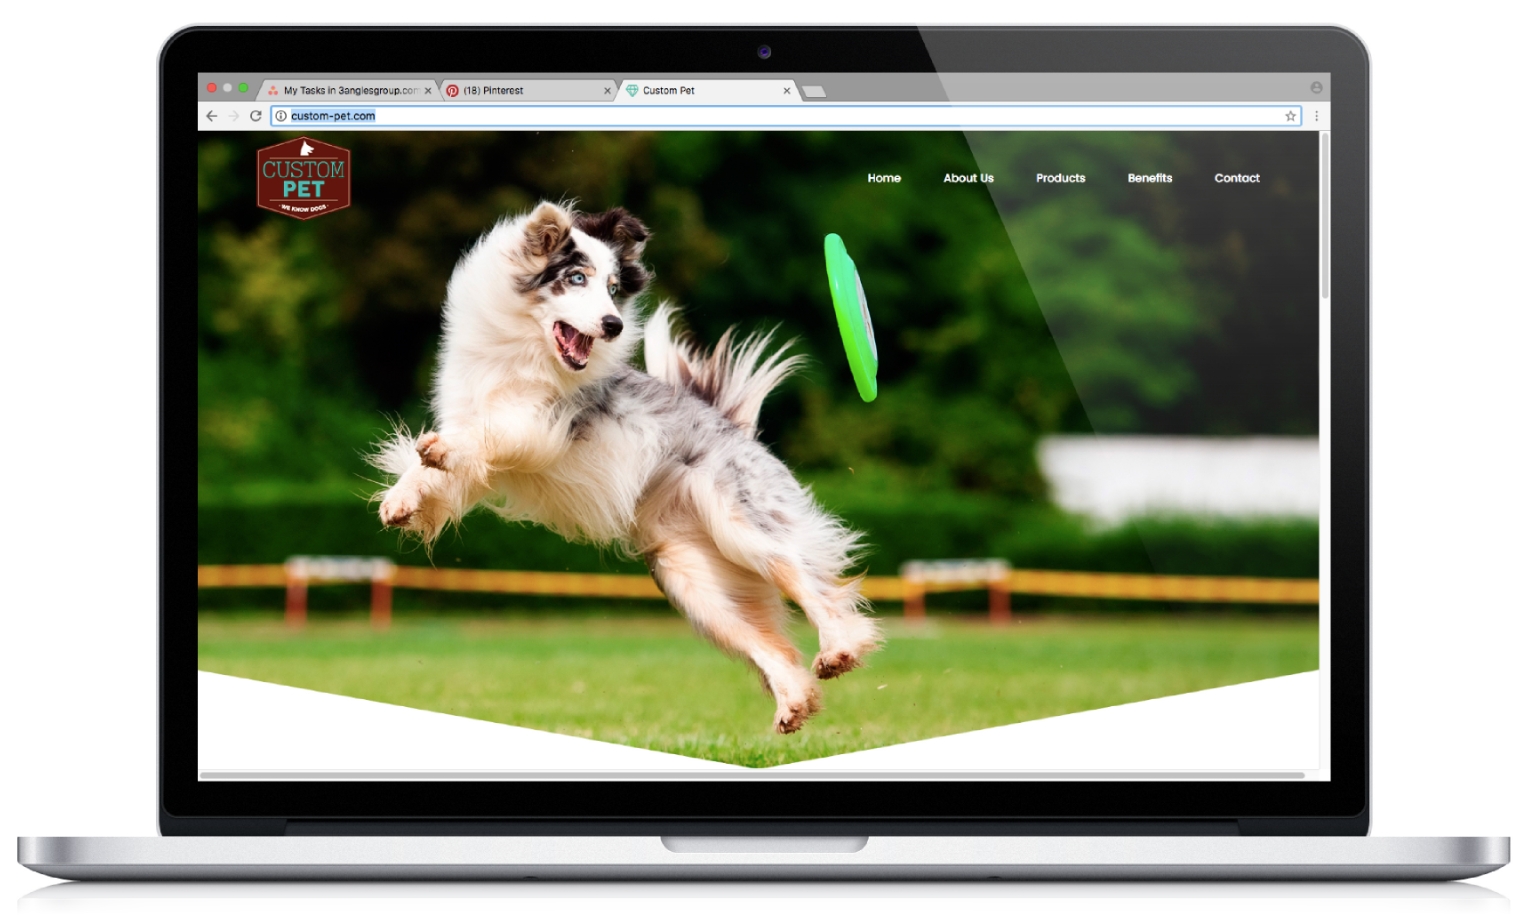 My Tasks in 3anglesgroup.com
(18) Pinterest
Custom Pet
custom-pet.com
CUSTOM
PET
· WE KNOW DOGS ·
Home
About Us
Products
Benefits
Contact